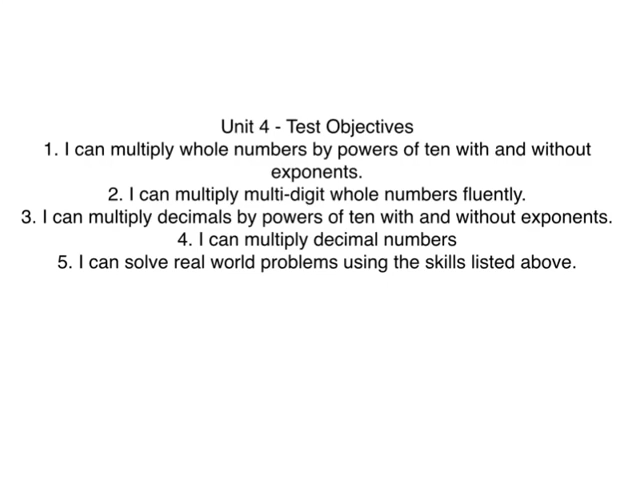 Unit 4 - Test Objectives
1. I can multiply whole numbers by powers of ten with and without
exponents.
2. I can multiply multi-digit whole numbers fluently.
3. I can multiply decimals by powers of ten with and without exponents.
4. I can multiply decimal numbers
5. I can solve real world problems using the skills listed above.